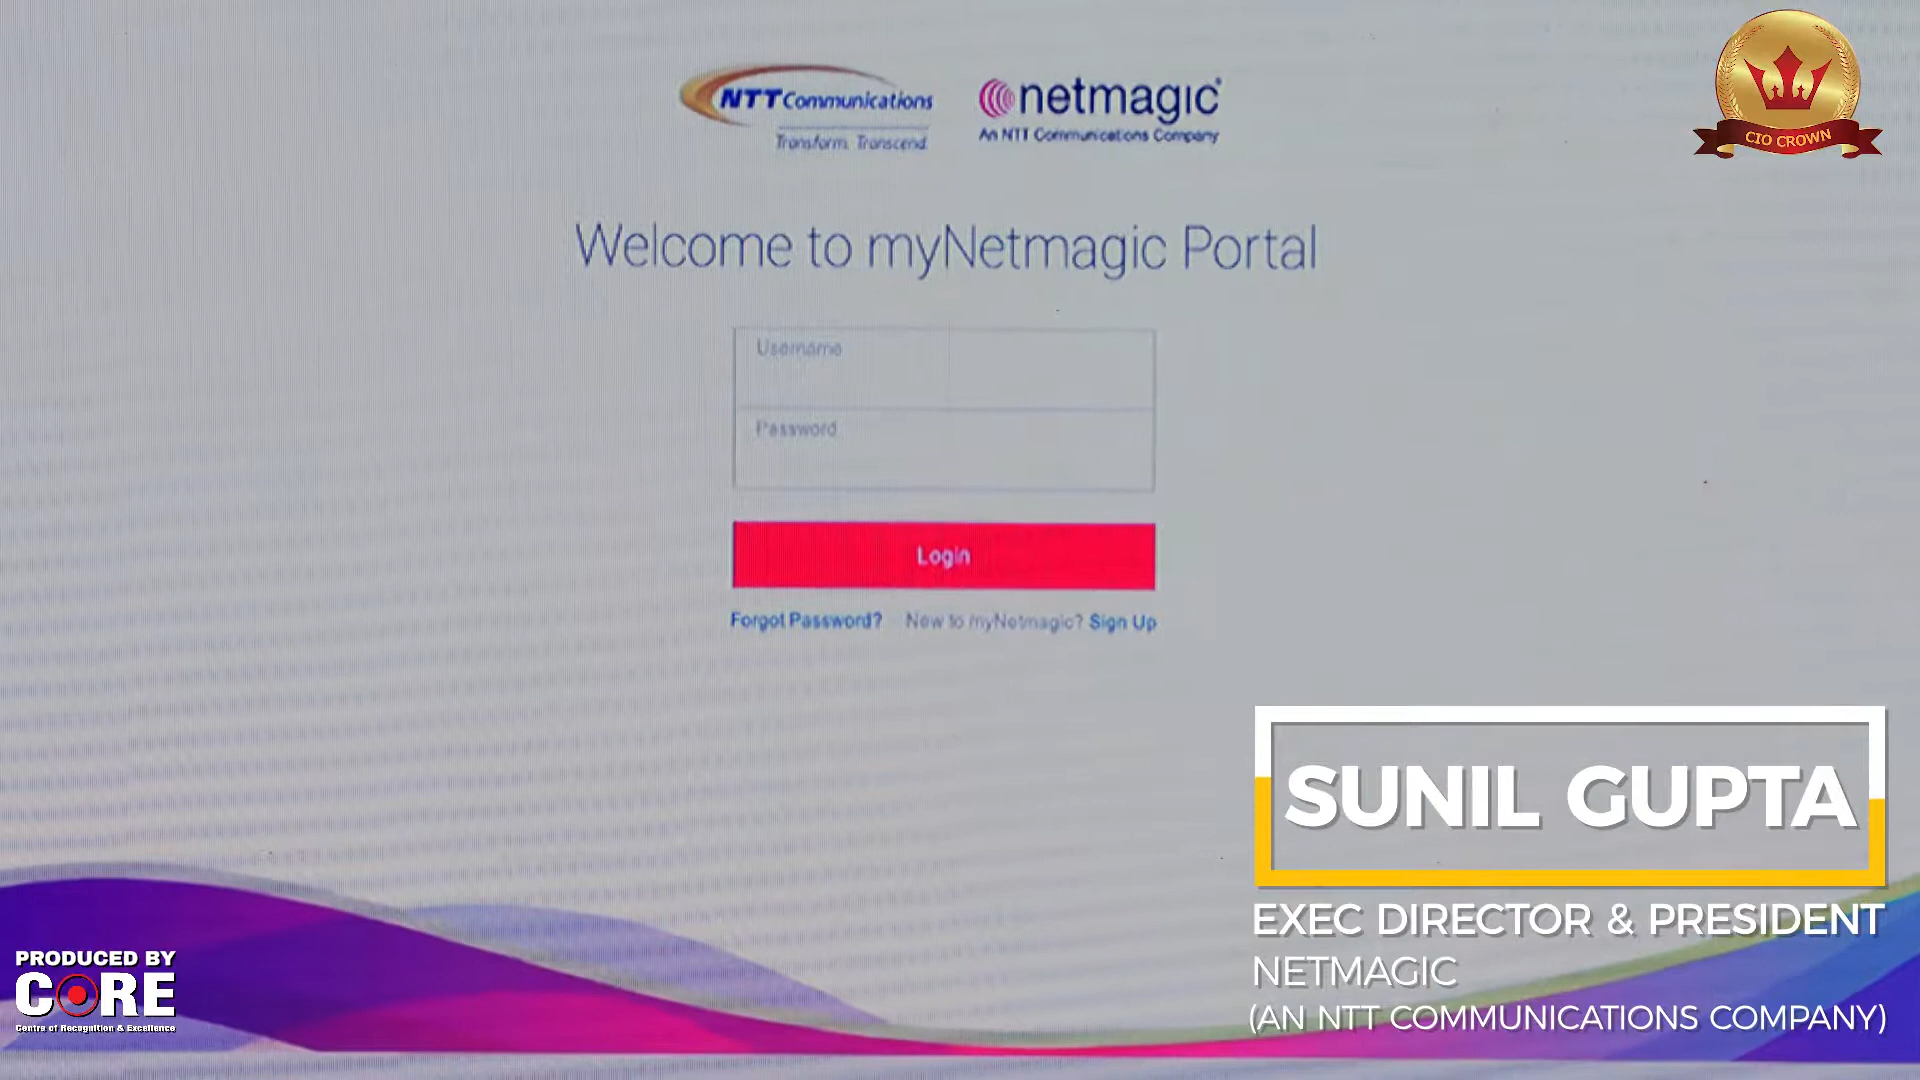 NTT Communications
Transform. Transcend.
netmagic
An NTT Communications Company
CIO CROWN
Welcome to myNetmagic Portal
Username
Password
Login
Forgot Password? New to myNetmagic? Sign Up
SUNIL GUPTA
EXEC DIRECTOR & PRESIDENT
NETMAGIC
(AN NTT COMMUNICATIONS COMPANY)
PRODUCED BY
CORE
Centre of Recognition & Excellence